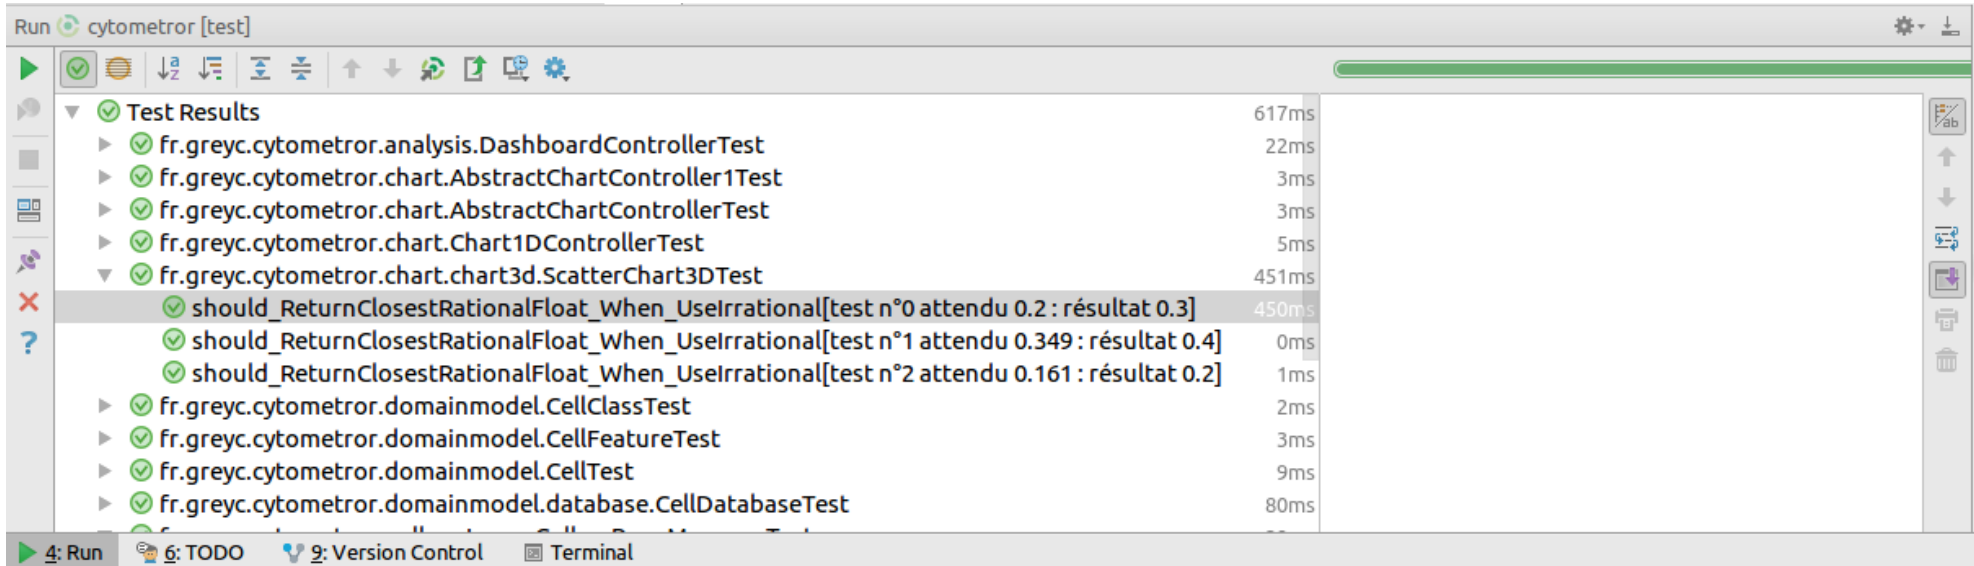 Run cytometror [test]
Test Results 617ms
fr.greyc.cytometror.analysis.DashboardControllerTest 22ms
fr.greyc.cytometror.chart.AbstractChartController1Test 3ms
fr.greyc.cytometror.chart.AbstractChartControllerTest 3ms
fr.greyc.cytometror.chart.Chart1DControllerTest 5ms
fr.greyc.cytometror.chart.chart3d.ScatterChart3DTest 451ms
should_ReturnClosestRationalFloat_When_UseIrrational[test n°0 attendu 0.2 : résultat 0.3] 450ms
should_ReturnClosestRationalFloat_When_UseIrrational[test n°1 attendu 0.349 : résultat 0.4] 0ms
should_ReturnClosestRationalFloat_When_UseIrrational[test n°2 attendu 0.161 : résultat 0.2] 1ms
fr.greyc.cytometror.domainmodel.CellClassTest 2ms
fr.greyc.cytometror.domainmodel.CellFeatureTest 3ms
fr.greyc.cytometror.domainmodel.CellTest 9ms
fr.greyc.cytometror.domainmodel.database.CellDatabaseTest 80ms
4: Run 6: TODO 9: Version Control Terminal